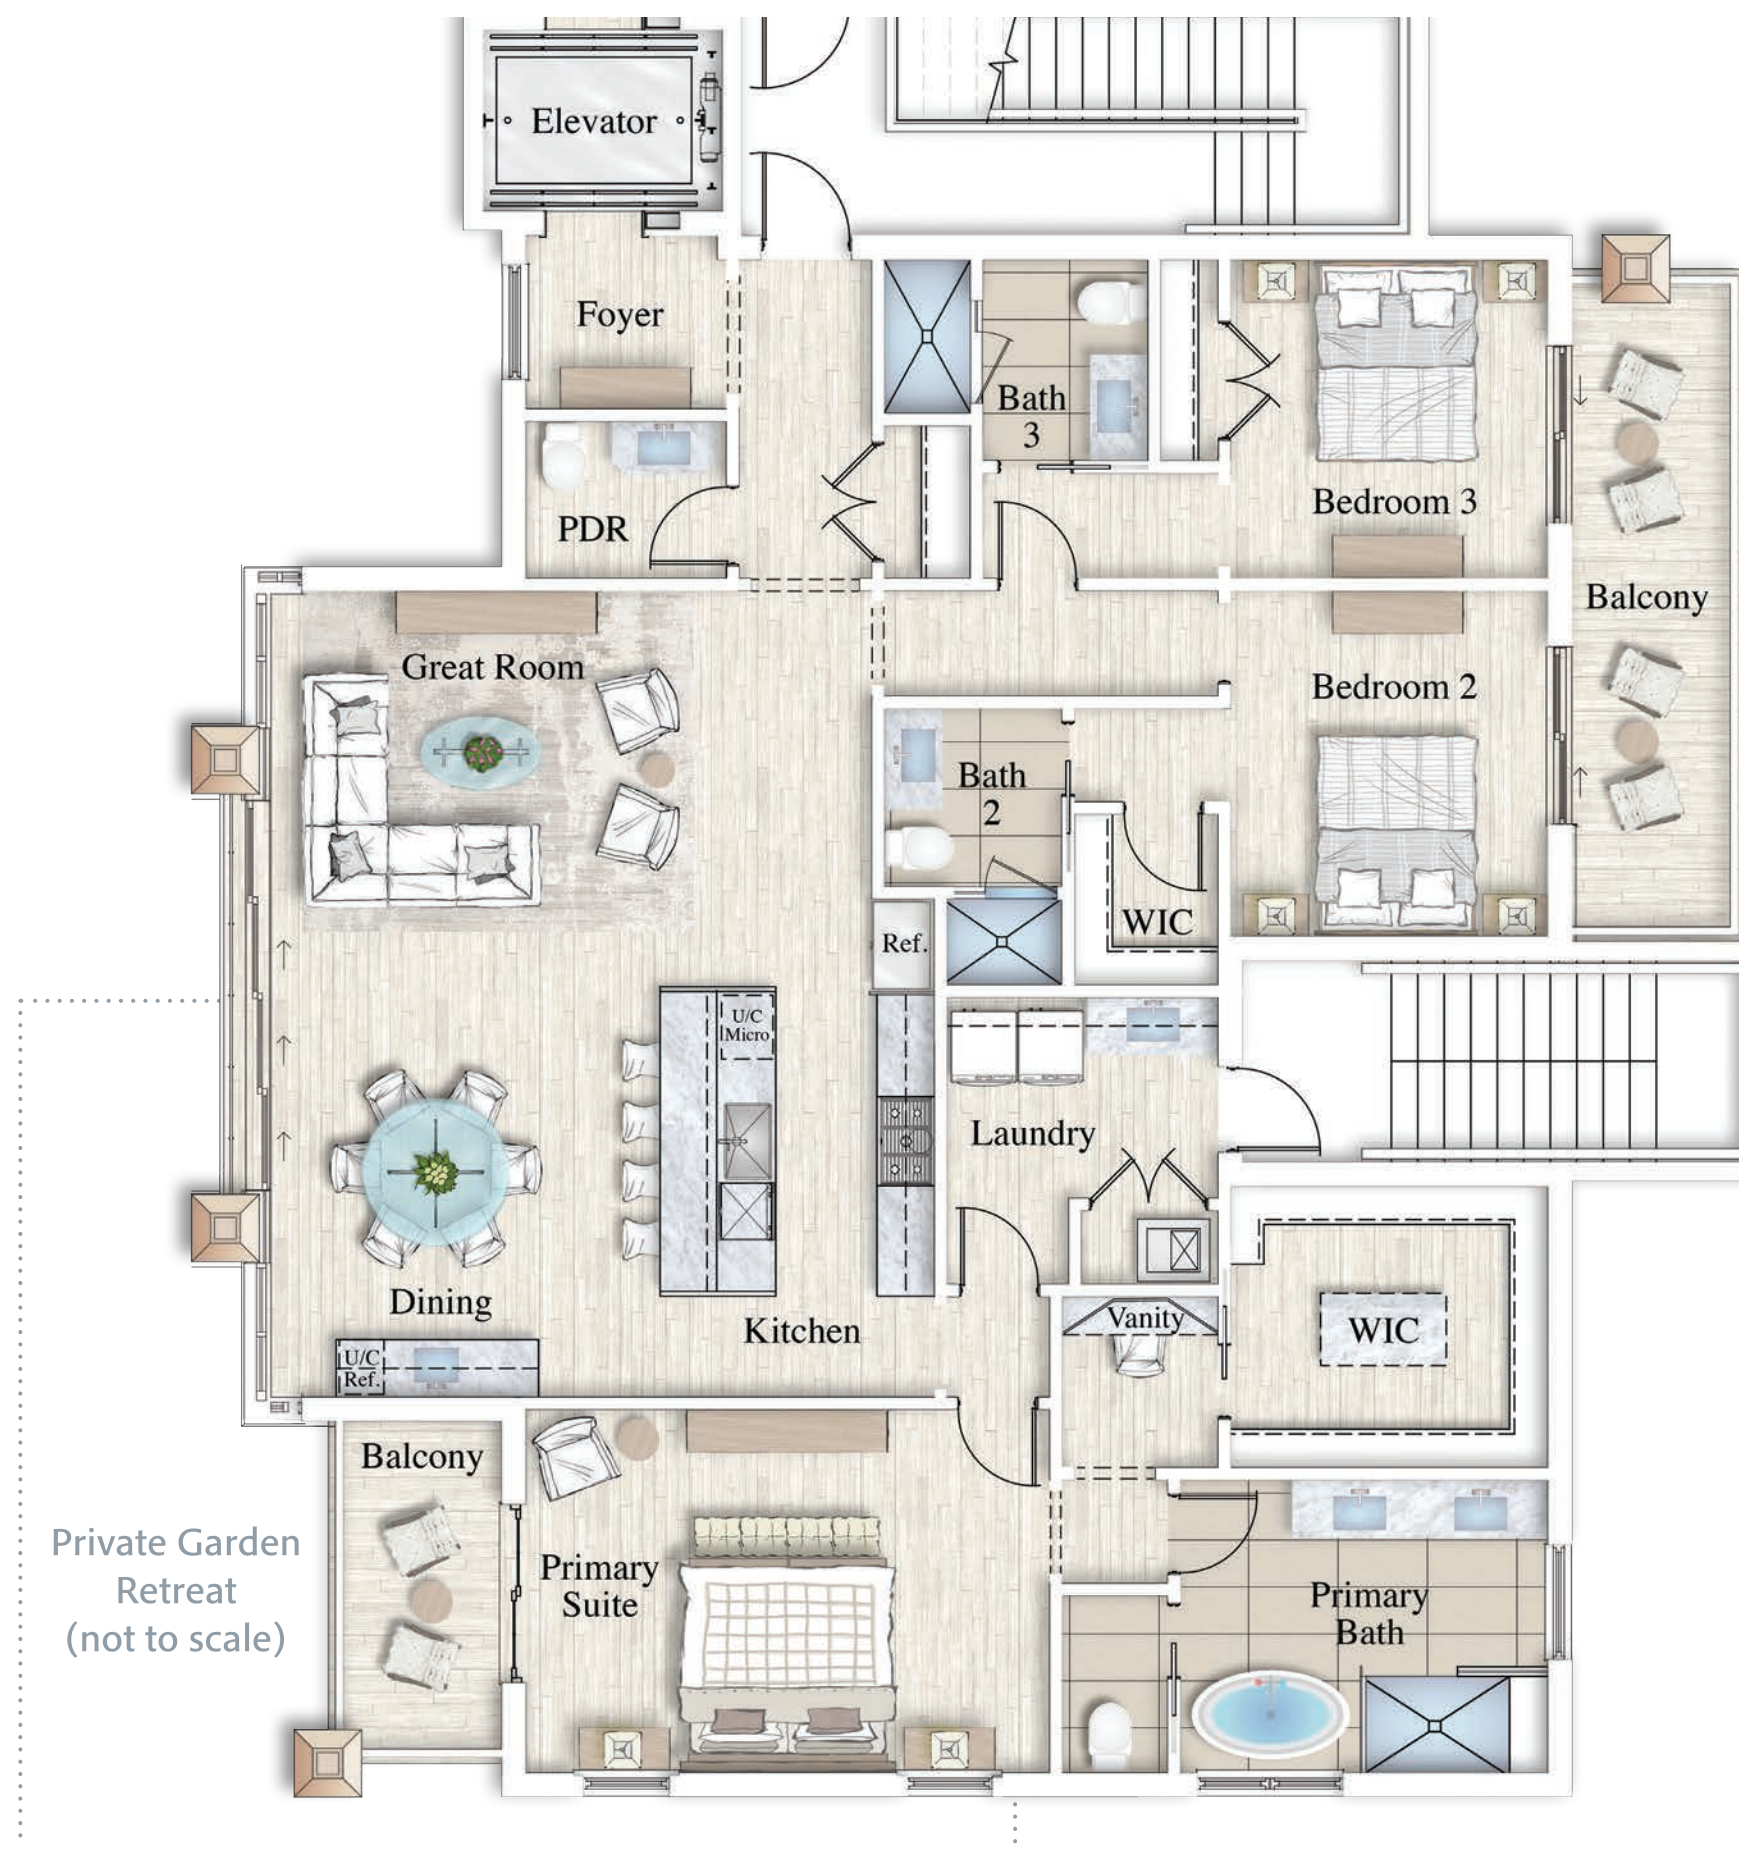 Elevator
Foyer
Bath
3
PDR
Bedroom 3
Balcony
Great Room
Bedroom 2
Bath
2
WIC
Ref.
U/C
Micro
Laundry
Dining
Kitchen
Vanity
WIC
U/C
Ref.
Balcony
Private Garden
Retreat
(not to scale)
Primary
Suite
Primary
Bath